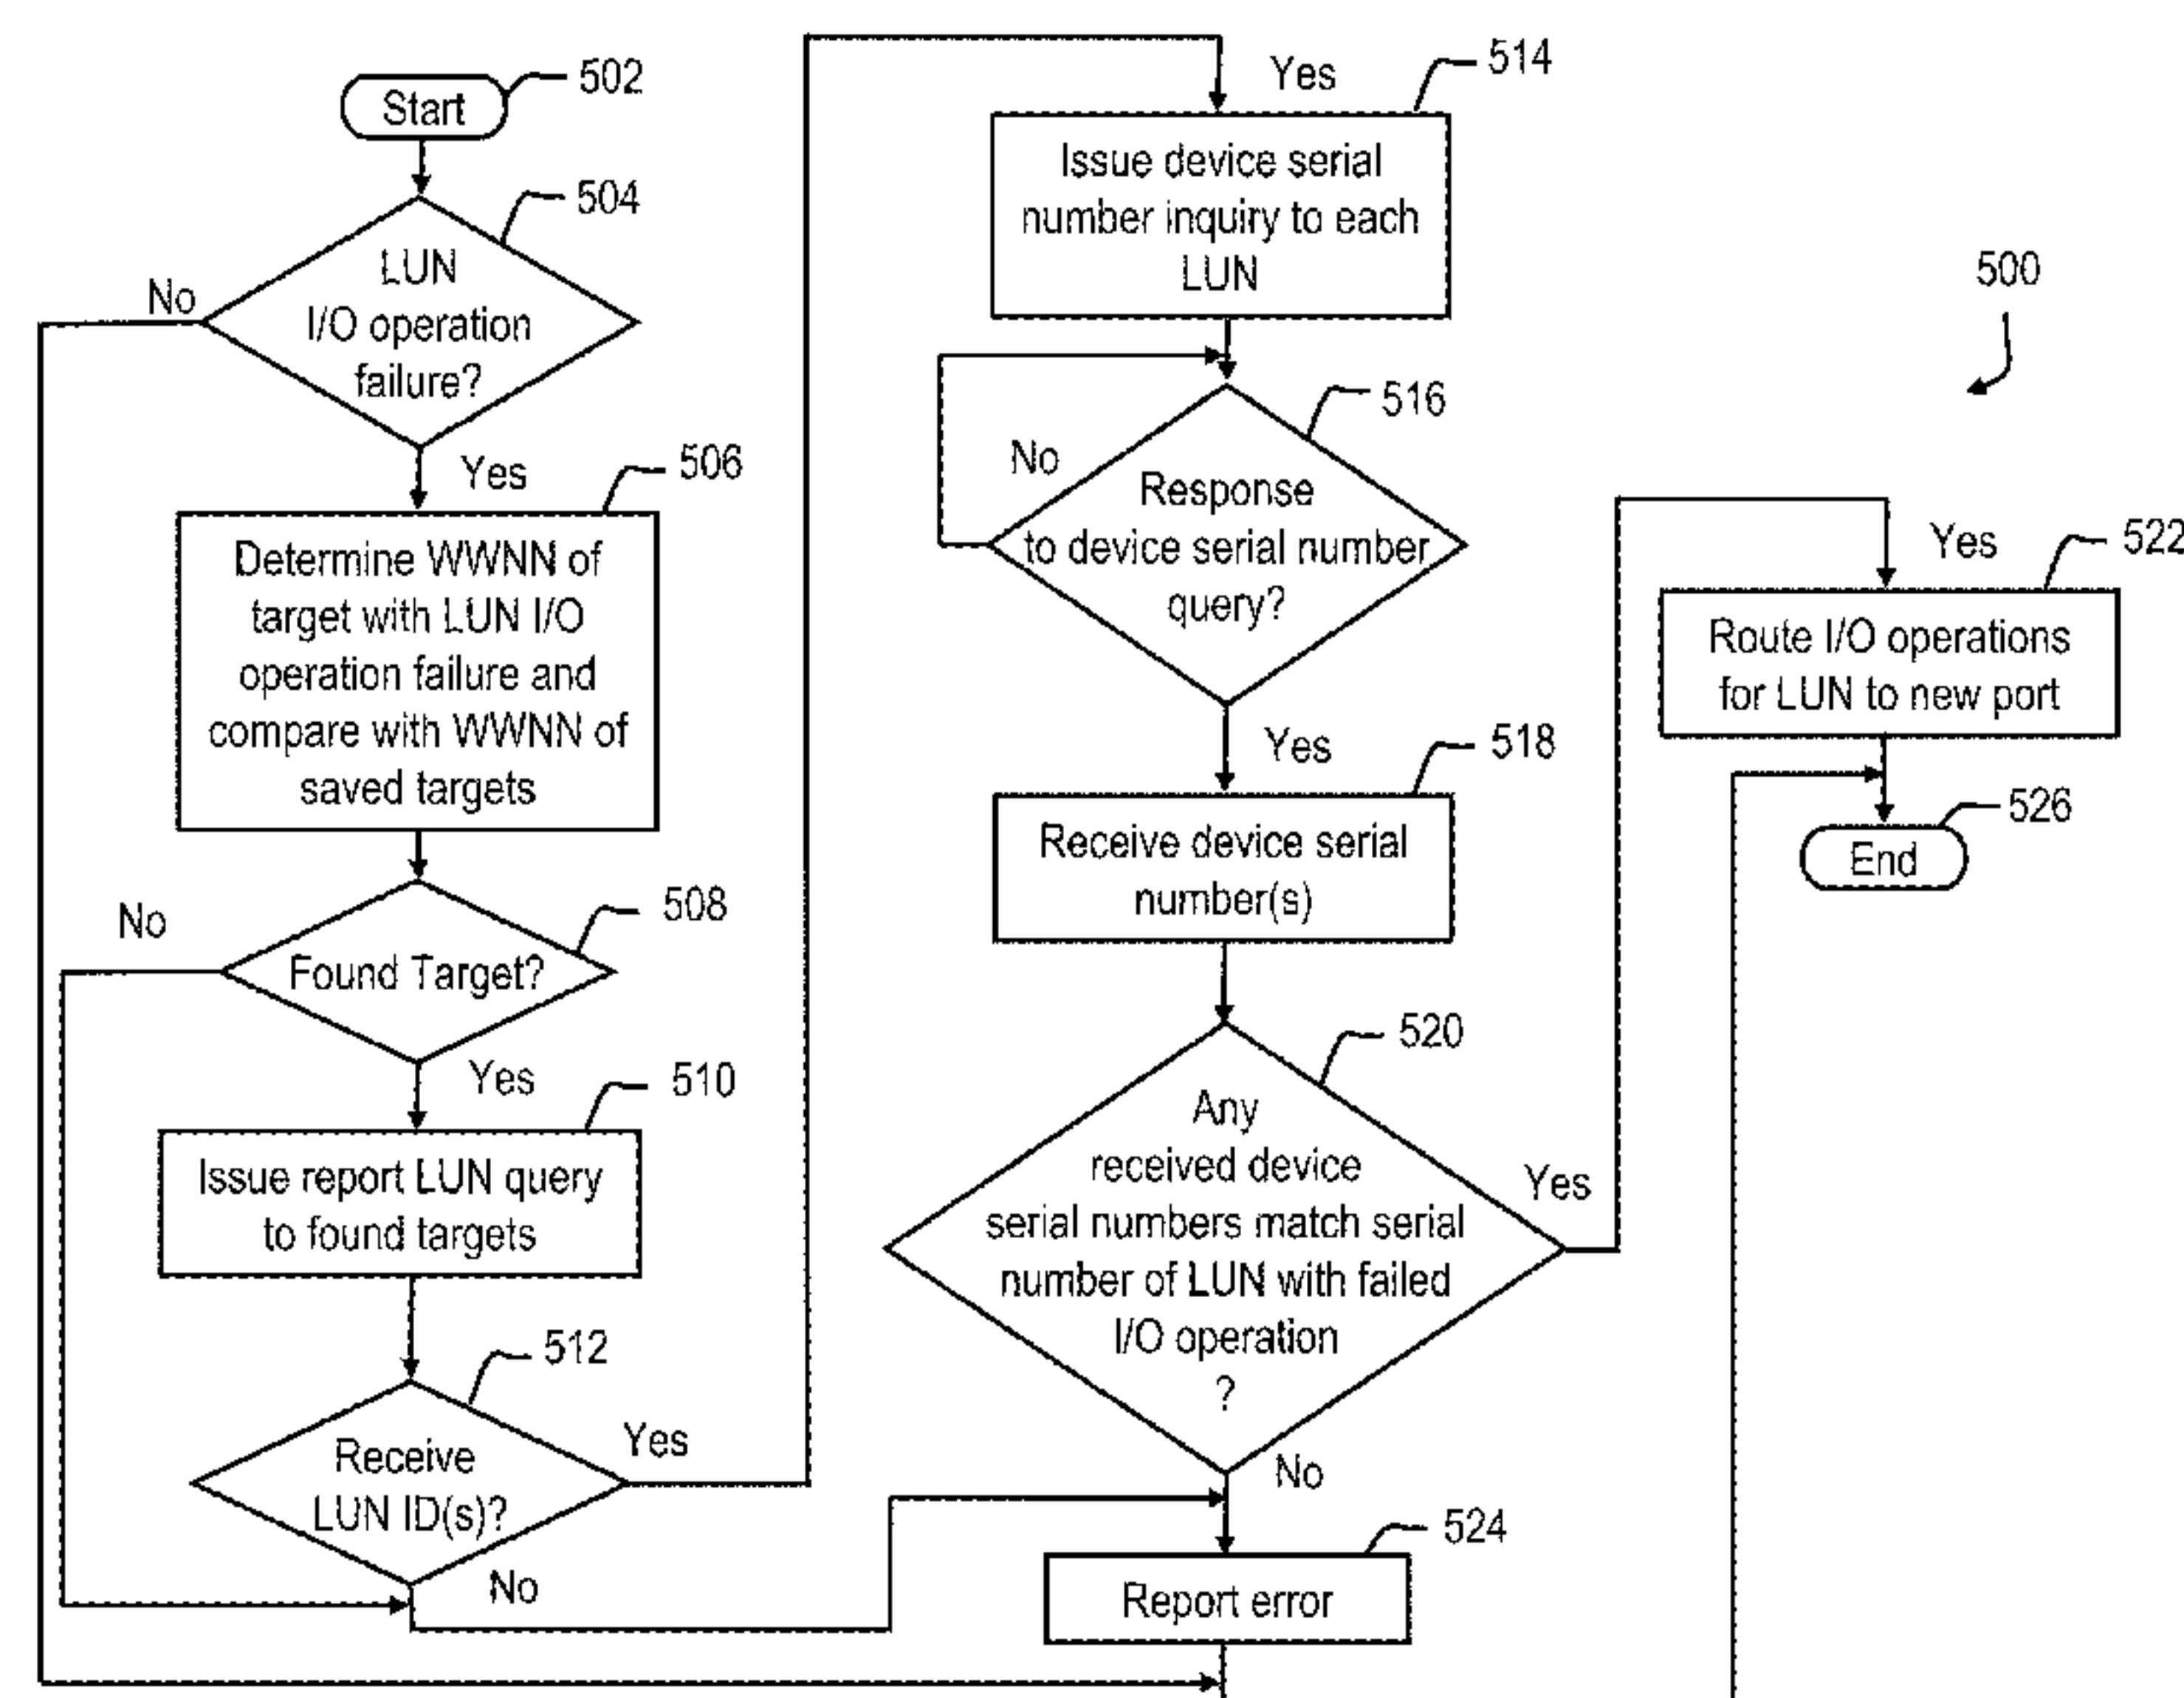 Start
502
504
LUN
I/O operation
failure?
No
Yes
506
Determine WWNN of
target with LUN I/O
operation failure and
compare with WWNN of
saved targets
No
508
Found Target?
Yes
510
Issue report LUN query
to found targets
512
Receive
LUN ID(s)?
Yes
No
Yes
514
Issue device serial
number inquiry to each
LUN
516
No
Response
to device serial number
query?
Yes
518
Receive device serial
number(s)
520
Any
received device
serial numbers match serial
number of LUN with failed
I/O operation
?
Yes
No
524
Report error
500
Yes
522
Route I/O operations
for LUN to new port
526
End